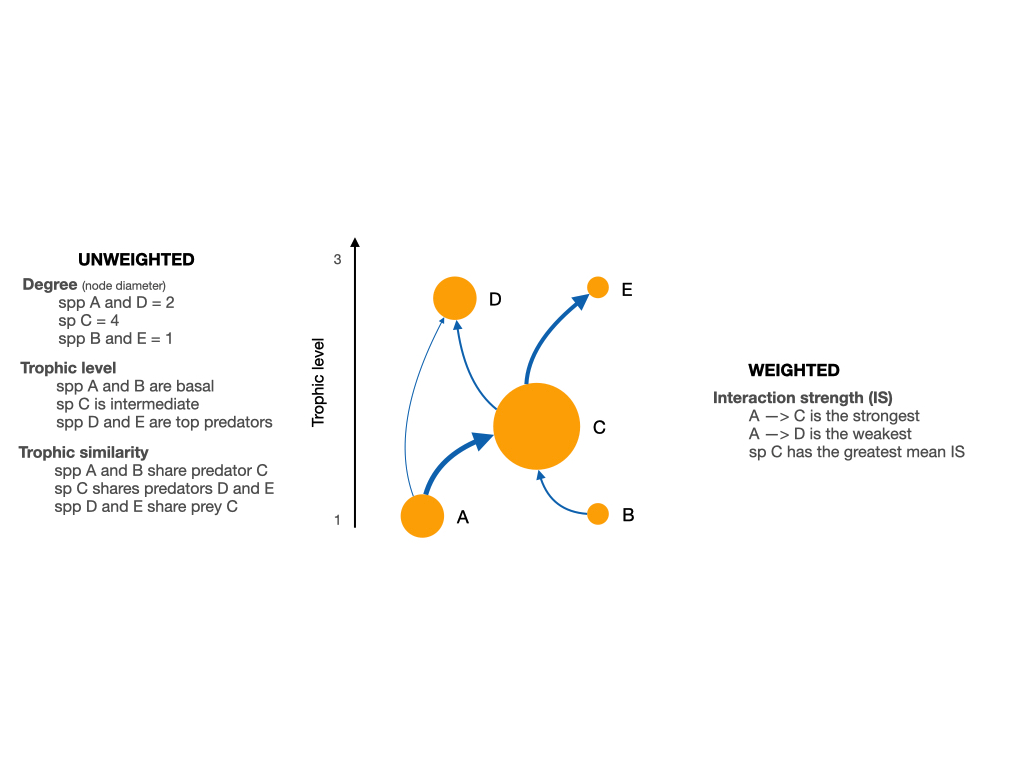 UNWEIGHTED
Degree (node diameter)
spp A and D = 2
sp C = 4
spp B and E = 1
Trophic level
spp A and B are basal
sp C is intermediate
spp D and E are top predators
Trophic similarity
spp A and B share predator C
sp C shares predators D and E
spp D and E share prey C
3
Trophic level
1
D
E
C
A
B
WEIGHTED
Interaction strength (IS)
A —> C is the strongest
A —> D is the weakest
sp C has the greatest mean IS